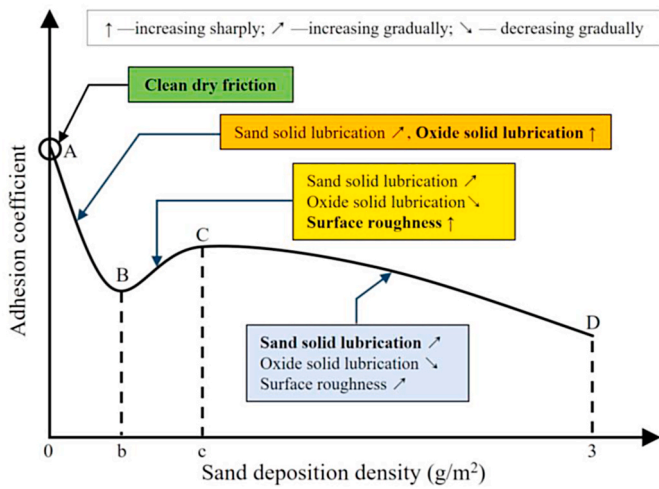 ↑ —increasing sharply; ↗ —increasing gradually; ↘ — decreasing gradually
Clean dry friction
Sand solid lubrication ↗, Oxide solid lubrication ↑
Sand solid lubrication ↗
Oxide solid lubrication ↘
Surface roughness ↑
A
B
C
D
Sand solid lubrication ↗
Oxide solid lubrication ↘
Surface roughness ↗
Adhesion coefficient
0
b
c
3
Sand deposition density (g/m²)